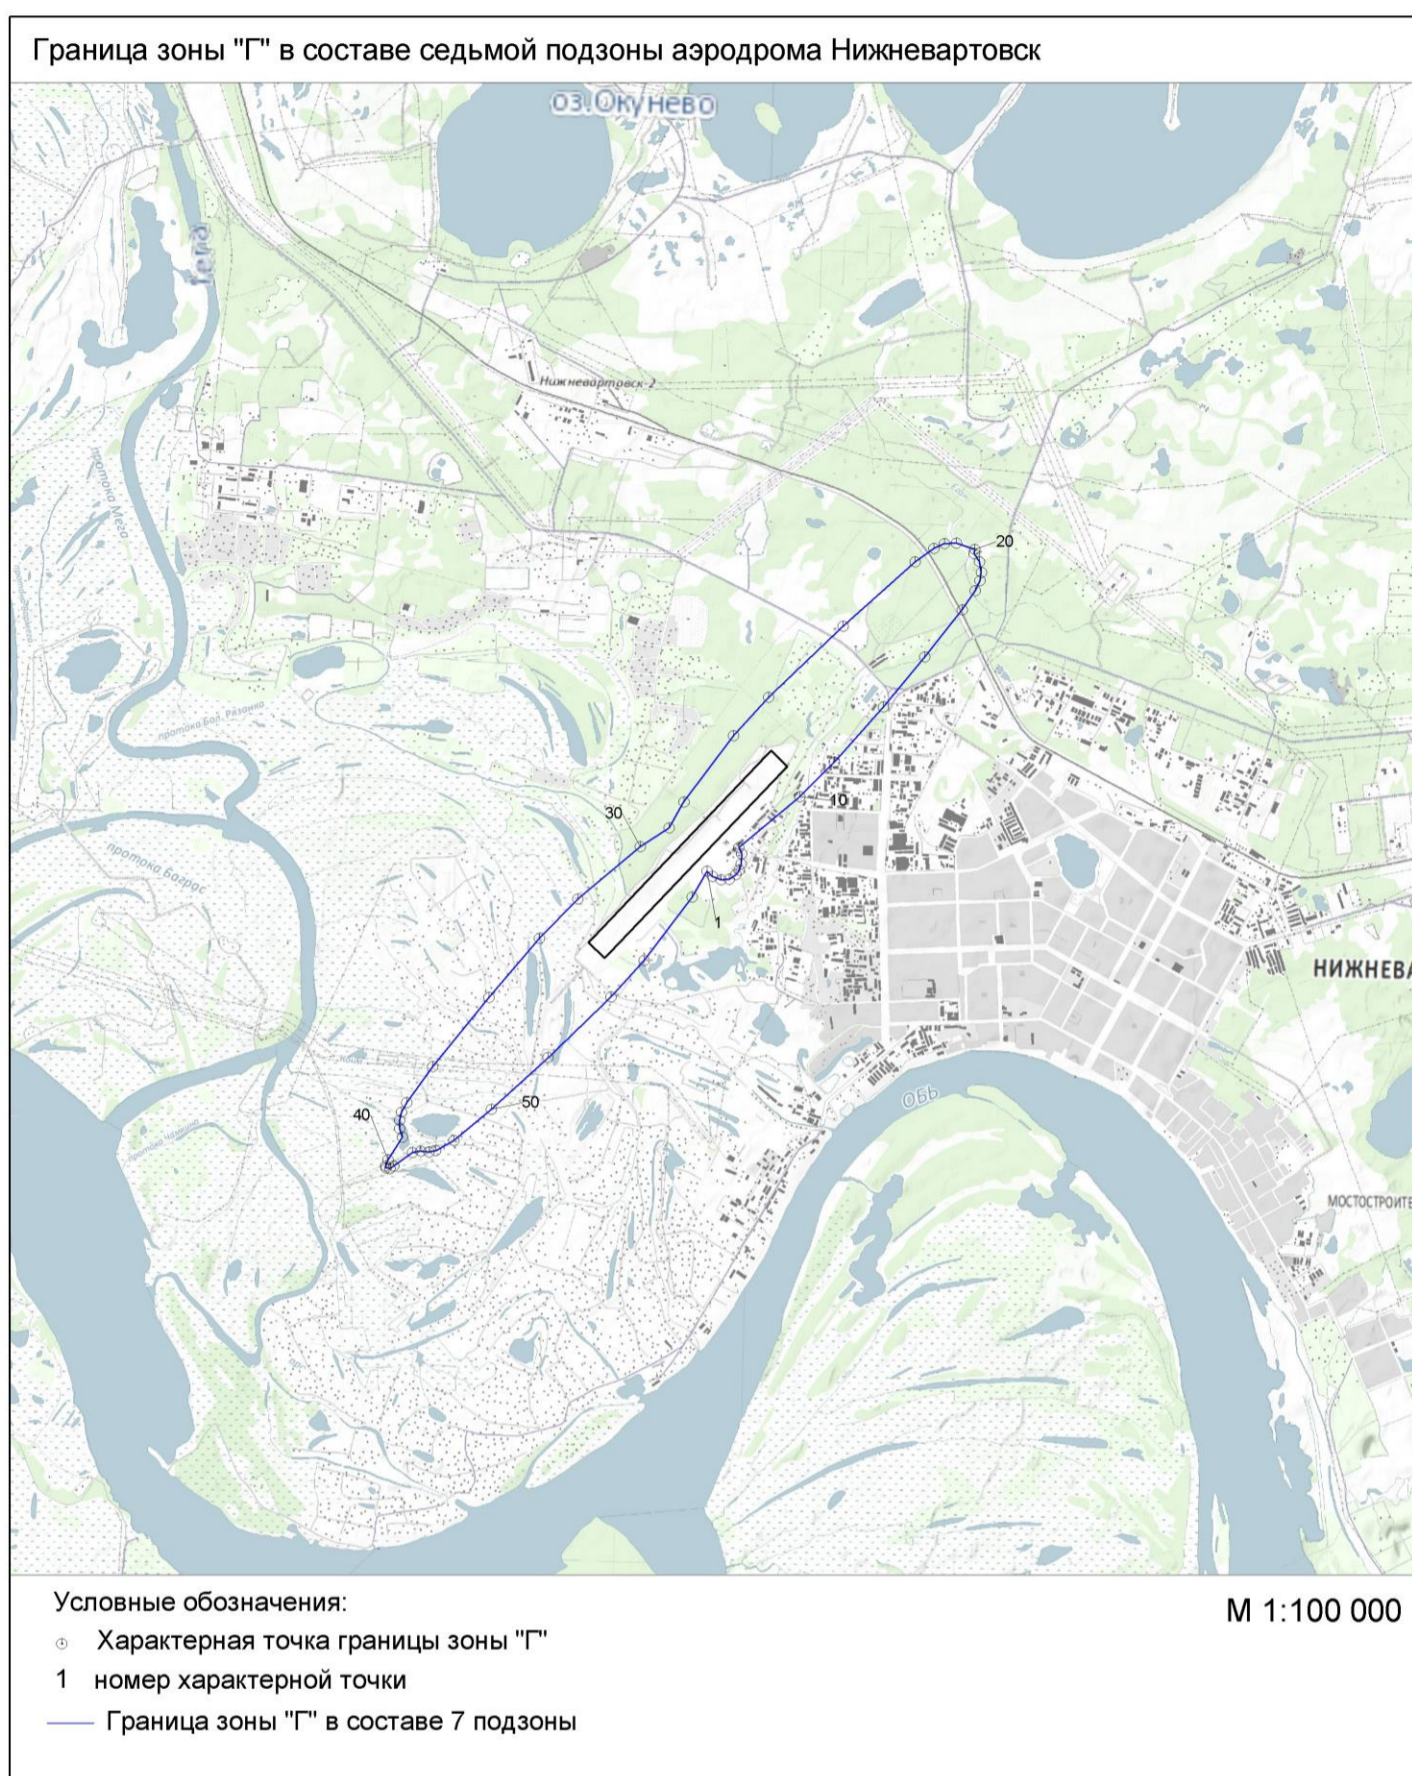 Граница зоны "Г" в составе седьмой подзоны аэродрома Нижневартовск
оз.Окунево
Нижневартовск-2
протока Мега
протока Бол. Рязанка
20
30
10
протока Баграс
1
НИЖНЕВА
40
50
ОБЬ
протока Чамкина
МОСТОСТРОИТЕ
Условные обозначения:
М 1:100 000
Характерная точка границы зоны "Г"
1 номер характерной точки
Граница зоны "Г" в составе 7 подзоны